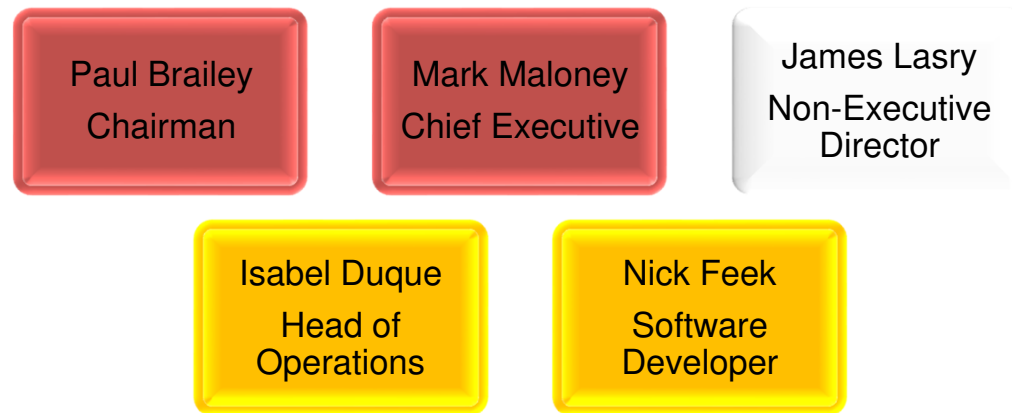 Paul Brailey
Chairman
Mark Maloney
Chief Executive
James Lasry
Non-Executive
Director
Isabel Duque
Head of
Operations
Nick Feek
Software
Developer